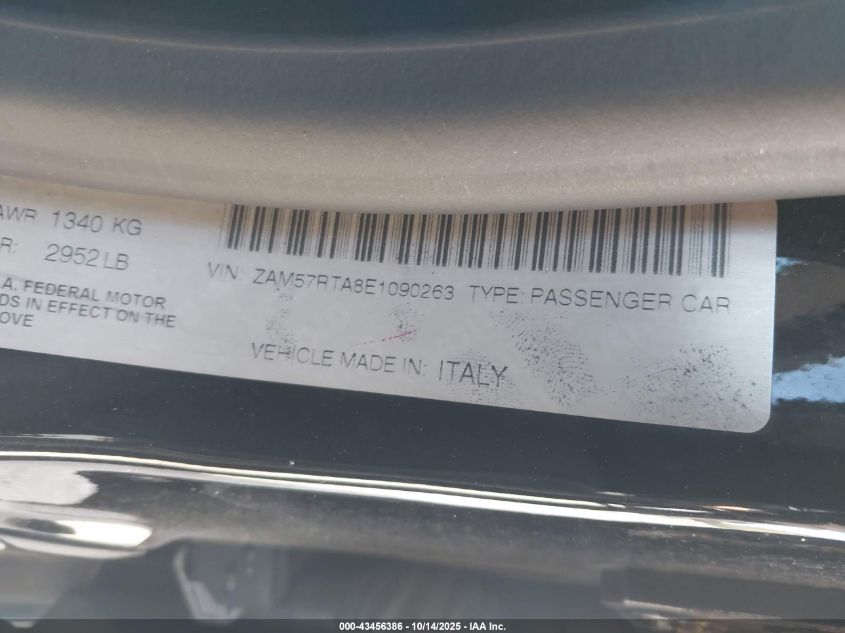 AWR 1340 KG
R: 2952 LB
VIN: ZAM57RTA8E1090263 TYPE: PASSENGER CAR
A. FEDERAL MOTOR
DS IN EFFECT ON THE
OVE
VEHICLE MADE IN: ITALY
000-43456386 - 10/14/2025 - IAA Inc.